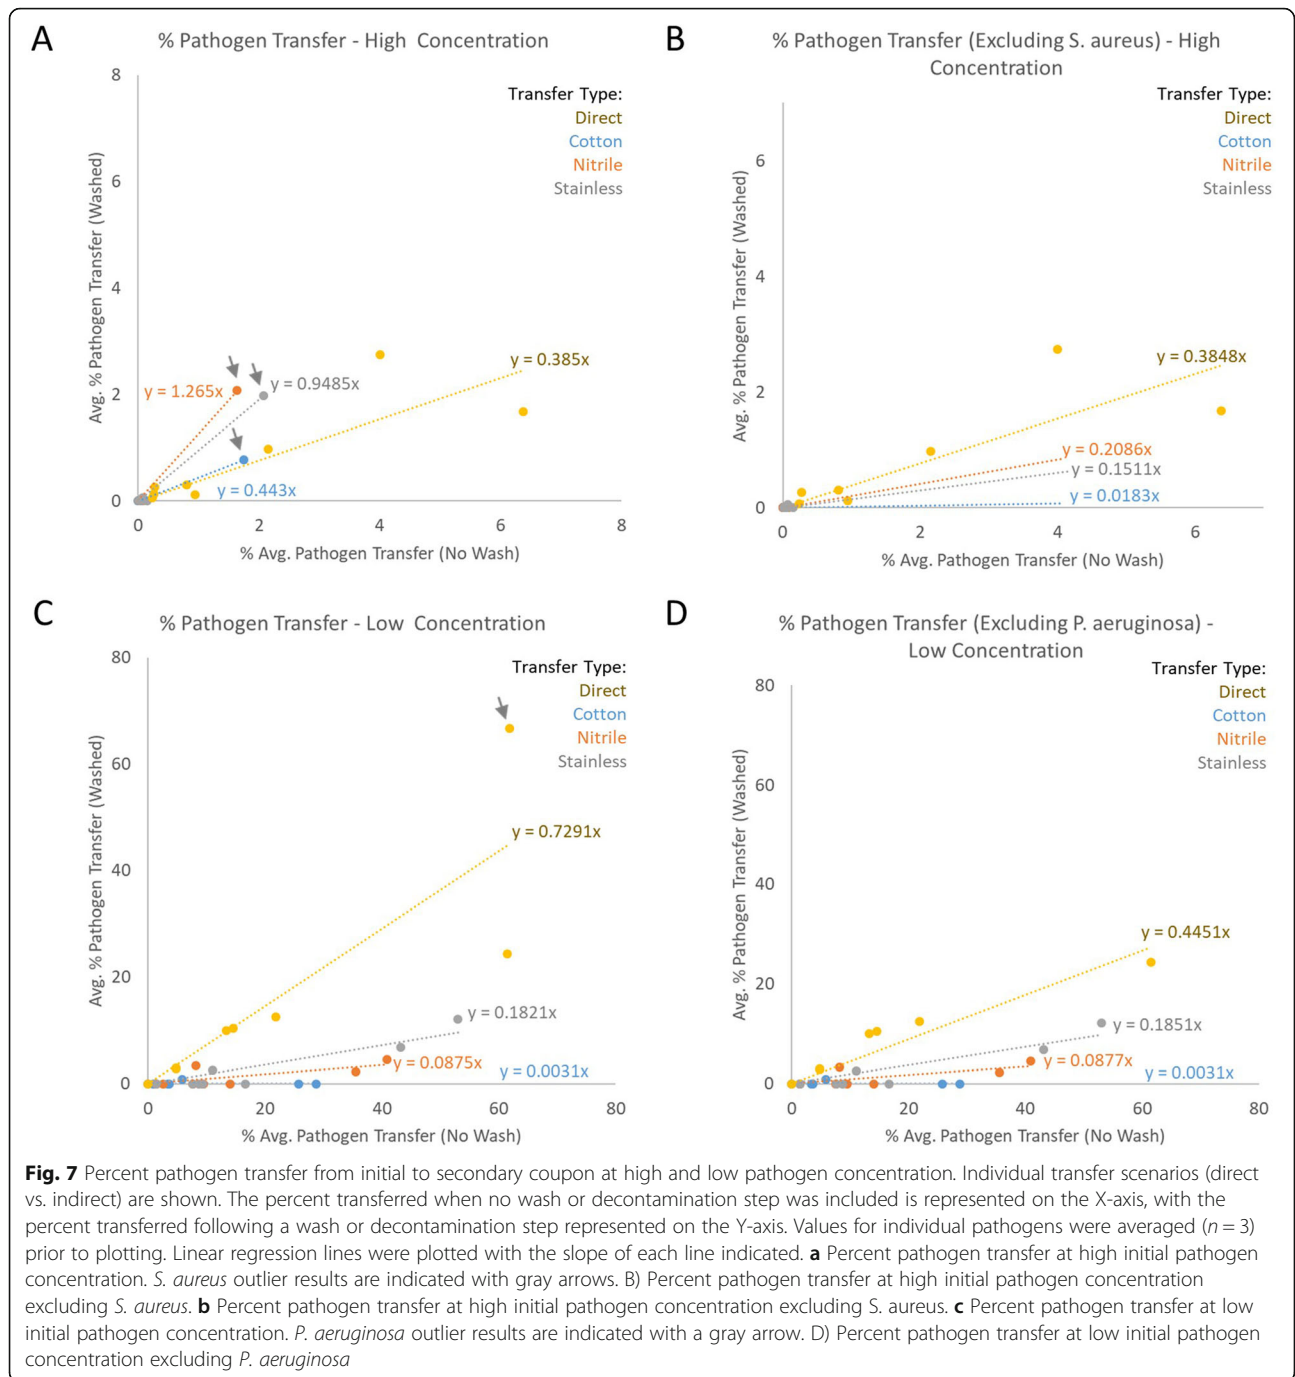 A
% Pathogen Transfer - High Concentration
Transfer Type:
Direct
Cotton
Nitrile
Stainless
Avg. % Pathogen Transfer (Washed)
8
6
4
2
0
y = 1.265x
y = 0.9485x
y = 0.385x
y = 0.443x
0 2 4 6 8
% Avg. Pathogen Transfer (No Wash)
B
% Pathogen Transfer (Excluding S. aureus) - High
Concentration
Transfer Type:
Direct
Cotton
Nitrile
Stainless
Avg. % Pathogen Transfer (Washed)
6
4
2
0
y = 0.3848x
y = 0.2086x
y = 0.1511x
y = 0.0183x
0 2 4 6
% Avg. Pathogen Transfer (No Wash)
C
% Pathogen Transfer - Low Concentration
Transfer Type:
Direct
Cotton
Nitrile
Stainless
Avg. % Pathogen Transfer (Washed)
80
60
40
20
0
y = 0.7291x
y = 0.1821x
y = 0.0875x
y = 0.0031x
0 20 40 60 80
% Avg. Pathogen Transfer (No Wash)
D
% Pathogen Transfer (Excluding P. aeruginosa) -
Low Concentration
Transfer Type:
Direct
Cotton
Nitrile
Stainless
Avg. % Pathogen Transfer (Washed)
80
60
40
20
0
y = 0.4451x
y = 0.1851x
y = 0.0877x
y = 0.0031x
0 20 40 60 80
% Avg. Pathogen Transfer (No Wash)
Fig. 7 Percent pathogen transfer from initial to secondary coupon at high and low pathogen concentration. Individual transfer scenarios (direct
vs. indirect) are shown. The percent transferred when no wash or decontamination step was included is represented on the X-axis, with the
percent transferred following a wash or decontamination step represented on the Y-axis. Values for individual pathogens were averaged (n = 3)
prior to plotting. Linear regression lines were plotted with the slope of each line indicated. a Percent pathogen transfer at high initial pathogen
concentration. S. aureus outlier results are indicated with gray arrows. B) Percent pathogen transfer at high initial pathogen concentration
excluding S. aureus. b Percent pathogen transfer at high initial pathogen concentration excluding S. aureus. c Percent pathogen transfer at low
initial pathogen concentration. P. aeruginosa outlier results are indicated with a gray arrow. D) Percent pathogen transfer at low initial pathogen
concentration excluding P. aeruginosa